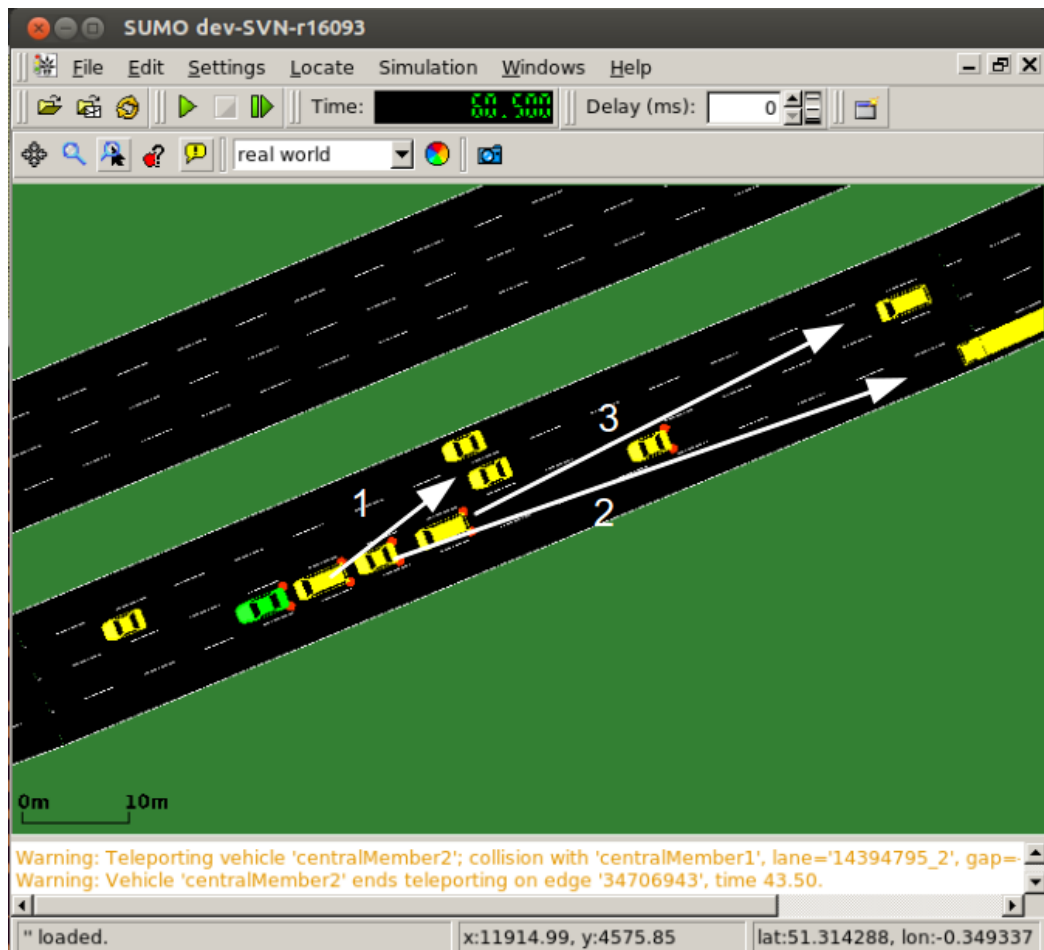 SUMO dev-SVN-r16093
File Edit Settings Locate Simulation Windows Help
Time: 60.500 Delay (ms): 0
real world
3
1
2
0m 10m
Warning: Teleporting vehicle 'centralMember2'; collision with 'centralMember1', lane='14394795_2', gap=-
Warning: Vehicle 'centralMember2' ends teleporting on edge '34706943', time 43.50.
'' loaded. x:11914.99, y:4575.85 lat:51.314288, lon:-0.349337